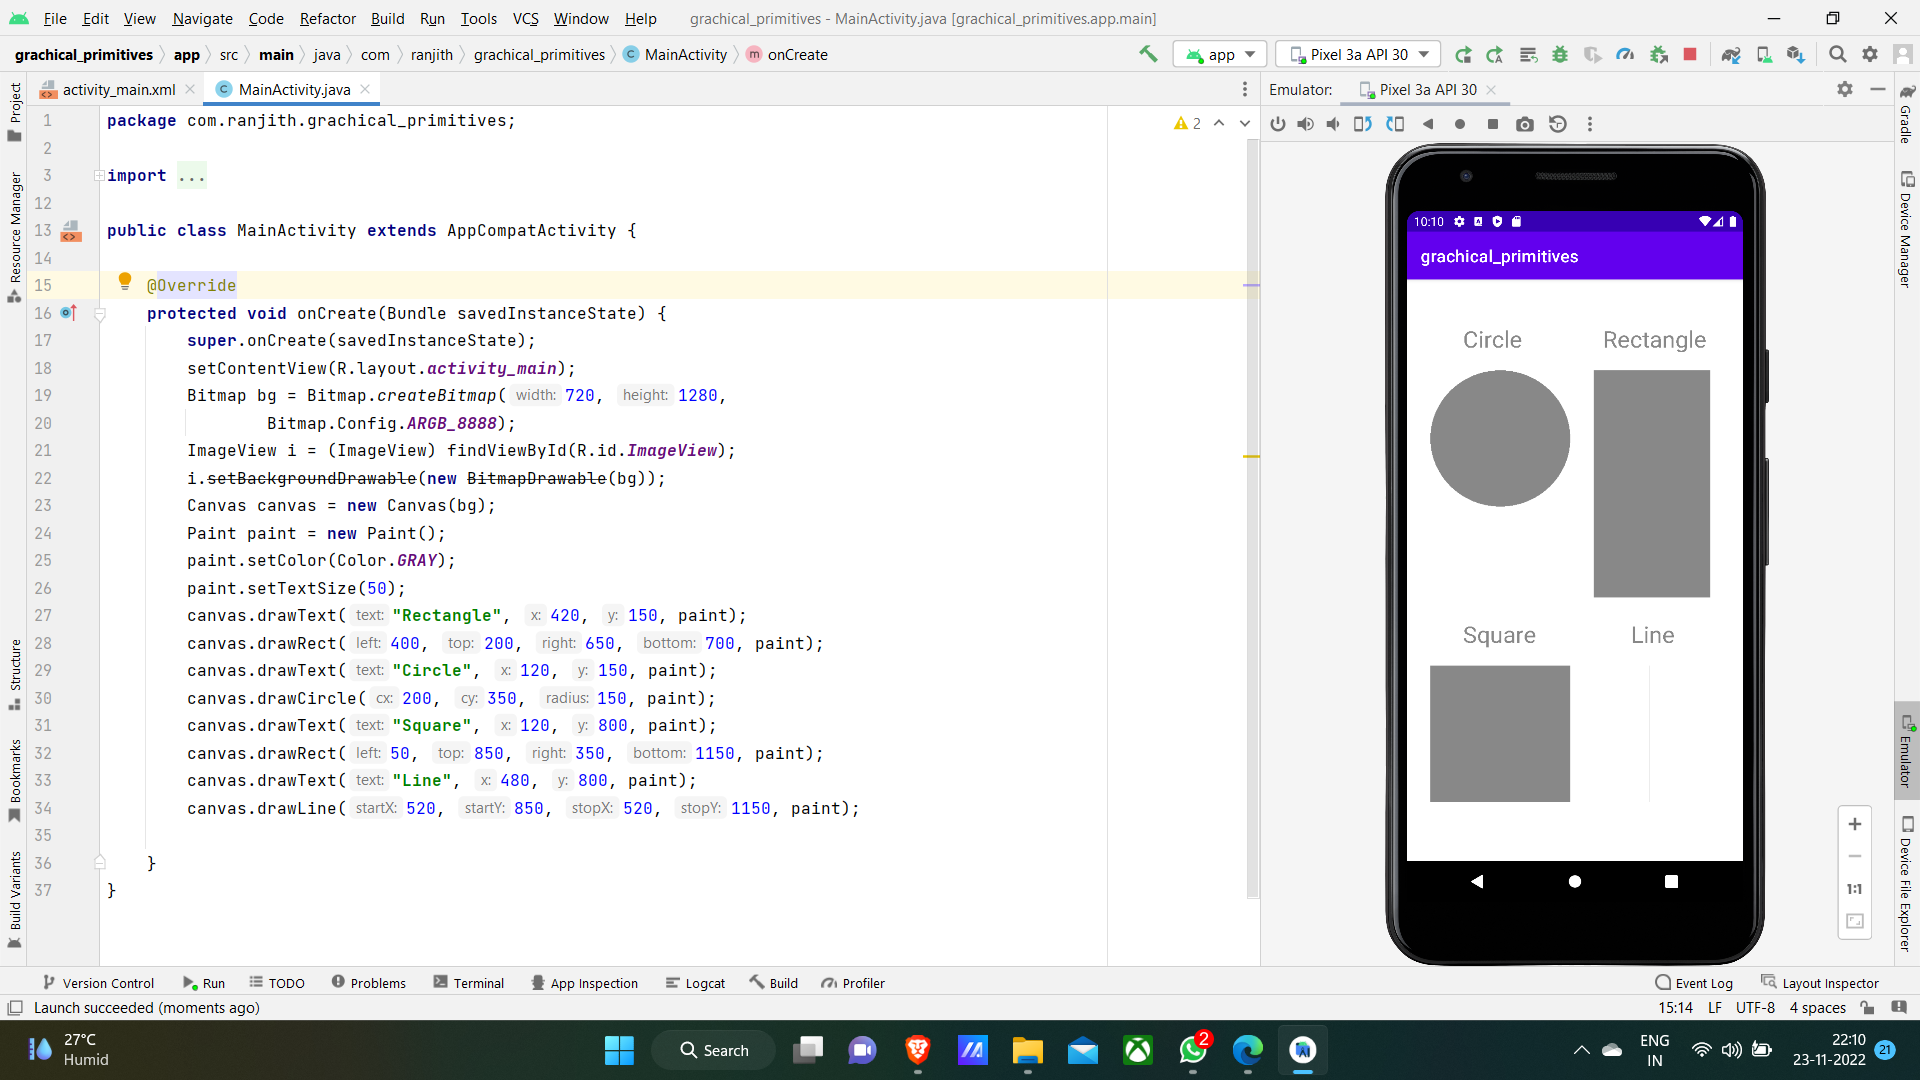 File Edit View Navigate Code Refactor Build Run Tools VCS Window Help grachical_primitives - MainActivity.java [grachical_primitives.app.main]
grachical_primitives app src main java com ranjith grachical_primitives C MainActivity m onCreate app Pixel 3a API 30
activity_main.xml C MainActivity.java Emulator: Pixel 3a API 30
Project
Resource Manager
Structure
Bookmarks
Build Variants
1 package com.ranjith.grachical_primitives; 2
2
3 import ...
12
13 public class MainActivity extends AppCompatActivity {
14
15 @Override
16 protected void onCreate(Bundle savedInstanceState) {
17 super.onCreate(savedInstanceState);
18 setContentView(R.layout.activity_main);
19 Bitmap bg = Bitmap.createBitmap( width: 720, height: 1280,
20 Bitmap.Config.ARGB_8888);
21 ImageView i = (ImageView) findViewById(R.id.ImageView);
22 i.setBackgroundDrawable(new BitmapDrawable(bg));
23 Canvas canvas = new Canvas(bg);
24 Paint paint = new Paint();
25 paint.setColor(Color.GRAY);
26 paint.setTextSize(50);
27 canvas.drawText( text: "Rectangle", x: 420, y: 150, paint);
28 canvas.drawRect( left: 400, top: 200, right: 650, bottom: 700, paint);
29 canvas.drawText( text: "Circle", x: 120, y: 150, paint);
30 canvas.drawCircle( cx: 200, cy: 350, radius: 150, paint);
31 canvas.drawText( text: "Square", x: 120, y: 800, paint);
32 canvas.drawRect( left: 50, top: 850, right: 350, bottom: 1150, paint);
33 canvas.drawText( text: "Line", x: 480, y: 800, paint);
34 canvas.drawLine( startX: 520, startY: 850, stopX: 520, stopY: 1150, paint);
35
36 }
37 }
10:10
grachical_primitives
Circle Rectangle
Square Line
1:1
Gradle
Device Manager
Emulator
Device File Explorer
Version Control Run TODO Problems Terminal App Inspection Logcat Build Profiler Event Log Layout Inspector
Launch succeeded (moments ago) 15:14 LF UTF-8 4 spaces
27°C
Humid
Search
2
ENG
IN
22:10
23-11-2022
21